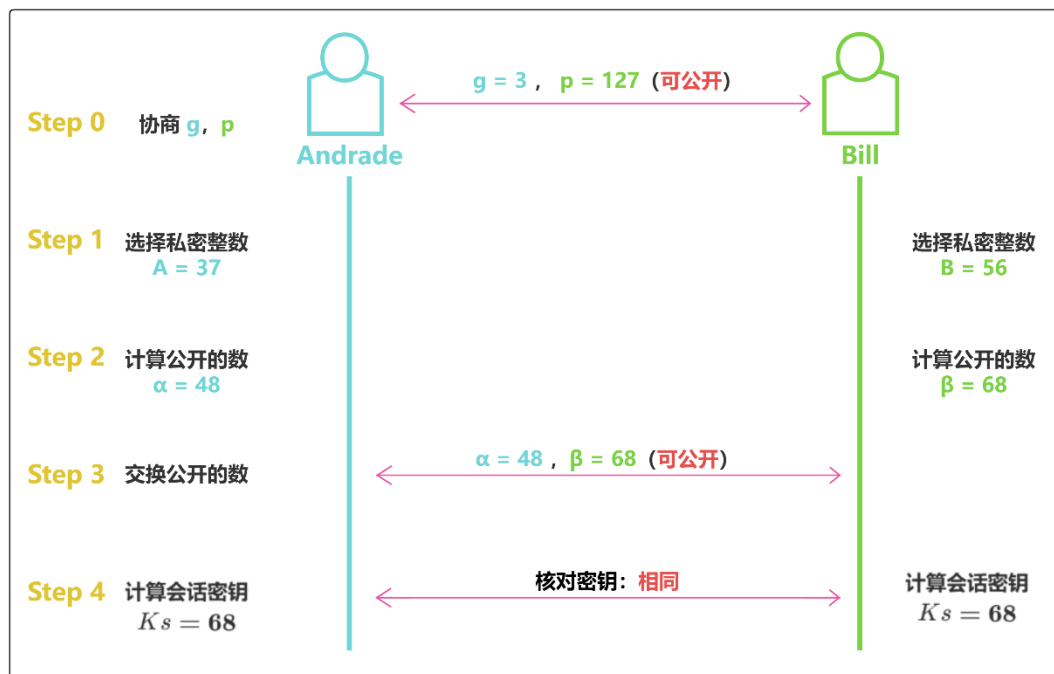 g = 3， p = 127 (可公开)
Step 0 协商 g，p
Andrade Bill
Step 1 选择私密整数 选择私密整数
A = 37 B = 56
Step 2 计算公开的数 计算公开的数
α = 48 β = 68
Step 3 交换公开的数 α = 48 ，β = 68 (可公开)
Step 4 计算会话密钥 核对密钥：相同 计算会话密钥
Ks = 68 Ks = 68